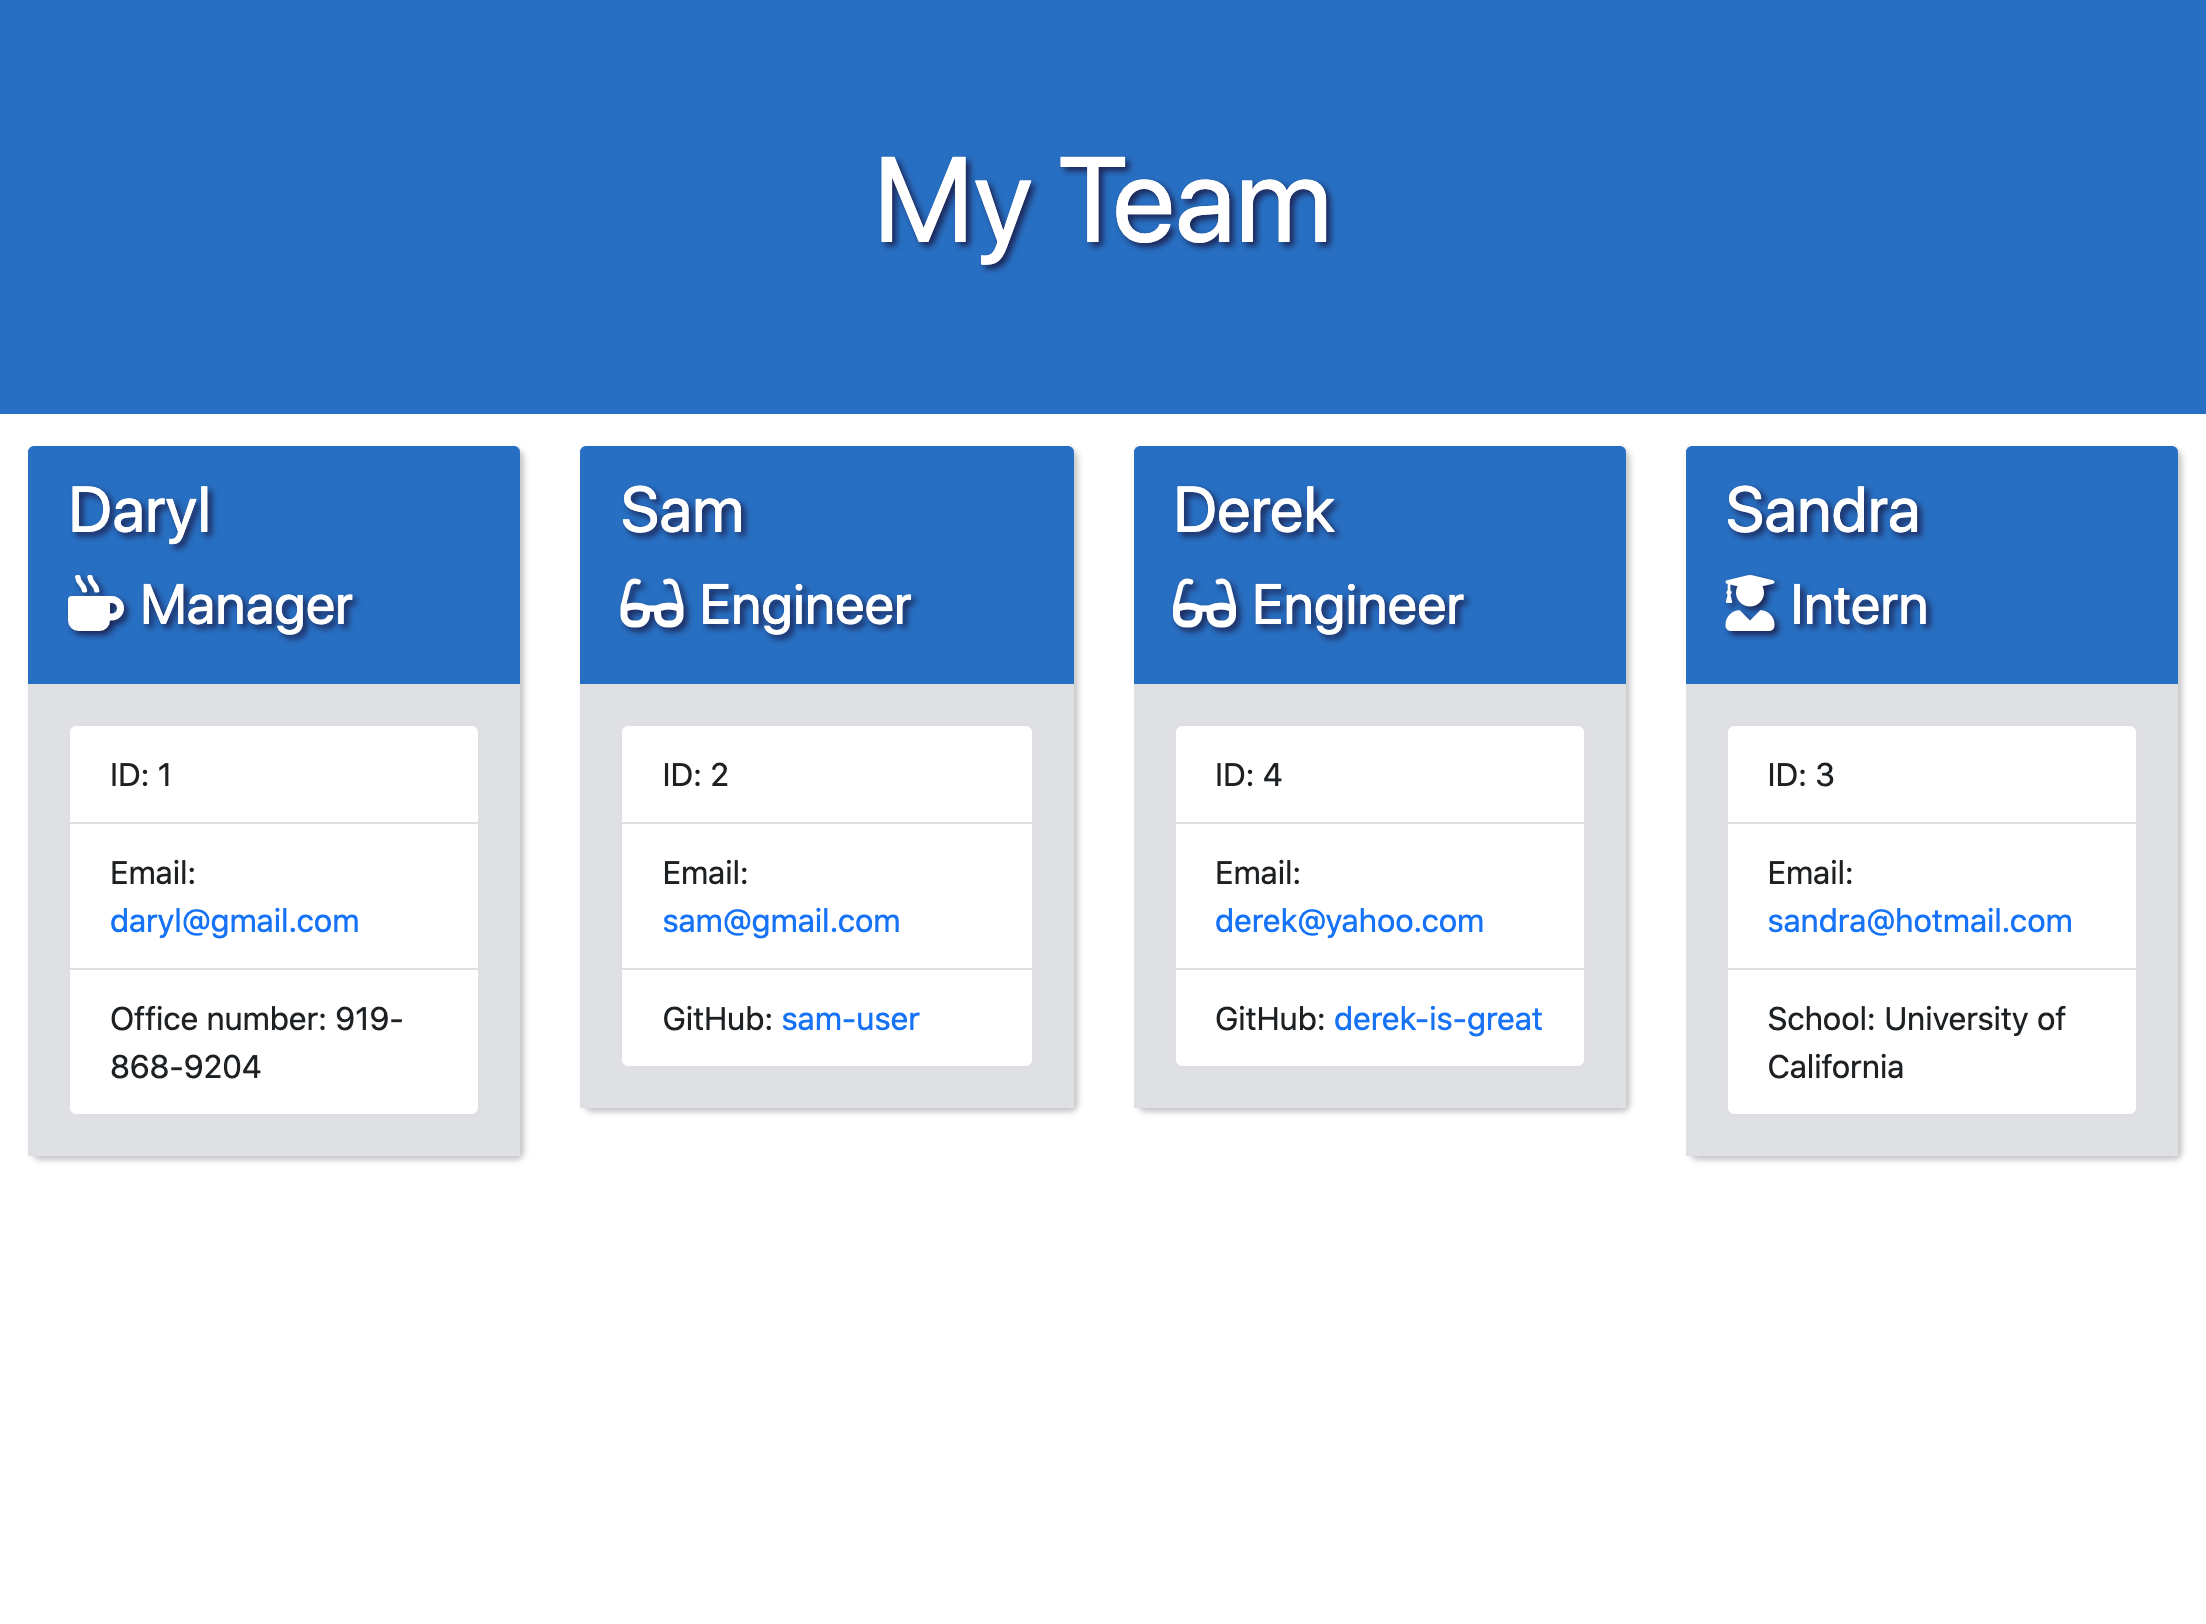 My Team
Daryl
Manager
ID: 1
Email:
daryl@gmail.com
Office number: 919-
868-9204
Sam
Engineer
ID: 2
Email:
sam@gmail.com
GitHub: sam-user
Derek
Engineer
ID: 4
Email:
derek@yahoo.com
GitHub: derek-is-great
Sandra
Intern
ID: 3
Email:
sandra@hotmail.com
School: University of
California